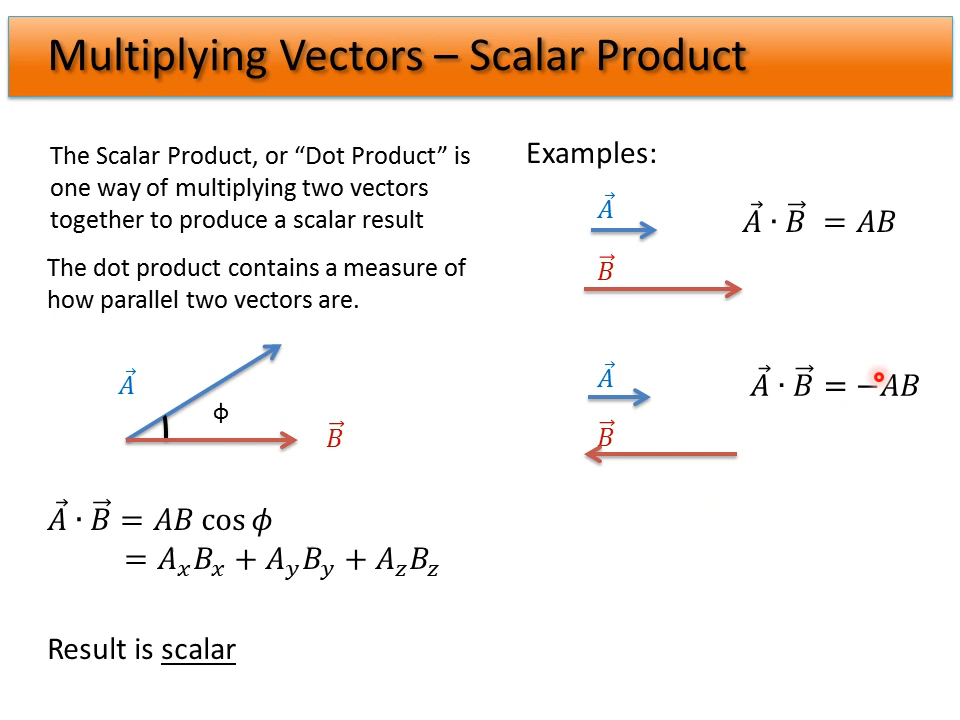 Multiplying Vectors – Scalar Product
The Scalar Product, or “Dot Product” is
one way of multiplying two vectors
together to produce a scalar result
The dot product contains a measure of
how parallel two vectors are.
A⃗
ϕ
B⃗
A⃗ · B⃗ = AB cos ϕ
= AₓBₓ + A_yB_y + A_zB_z
Result is scalar
Examples:
A⃗
A⃗ · B⃗ = AB
B⃗
A⃗
A⃗ · B⃗ = −AB
B⃗